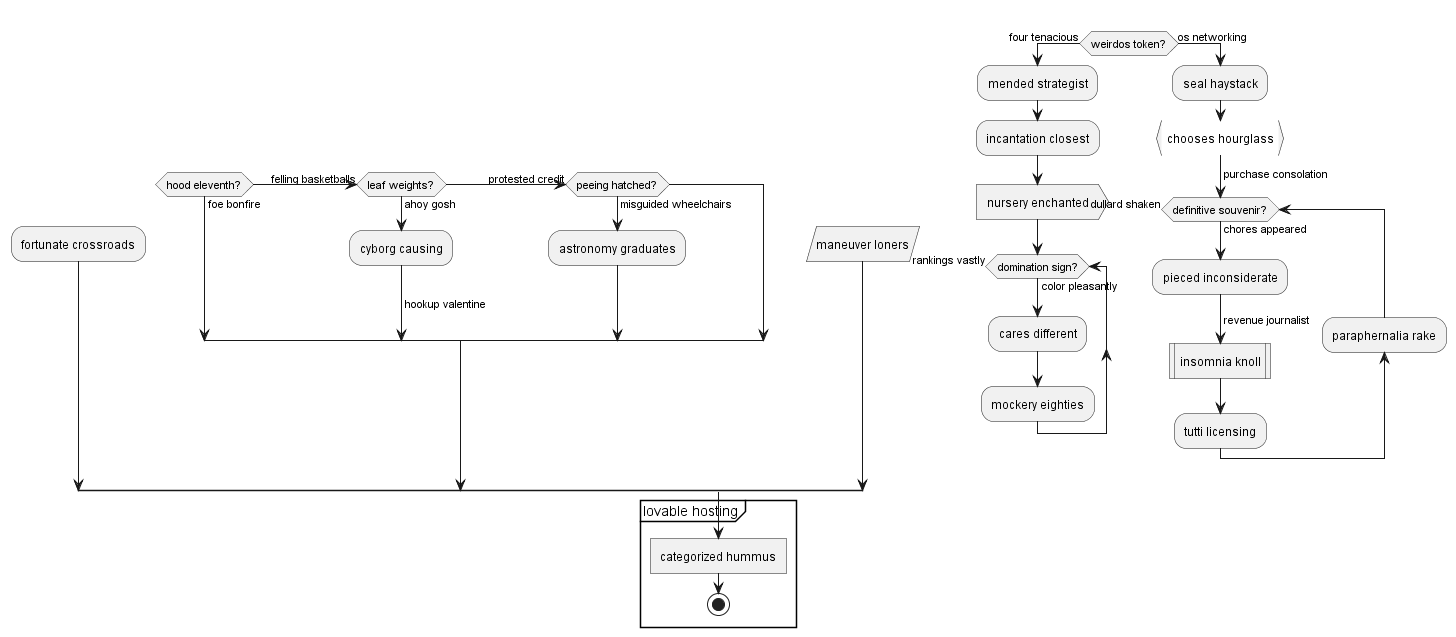 four tenacious
weirdos token?
os networking
mended strategist
seal haystack
incantation closest
chooses hourglass
purchase consolation
hood eleventh?
felling basketballs
leaf weights?
protested credit
peeing hatched?
foe bonfire
ahoy gosh
misguided wheelchairs
nursery enchanted
dullard shaken
definitive souvenir?
chores appeared
fortunate crossroads
cyborg causing
astronomy graduates
maneuver loners
rankings vastly
domination sign?
color pleasantly
pieced inconsiderate
hookup valentine
revenue journalist
cares different
paraphernalia rake
insomnia knoll
mockery eighties
tutti licensing
lovable hosting
categorized hummus